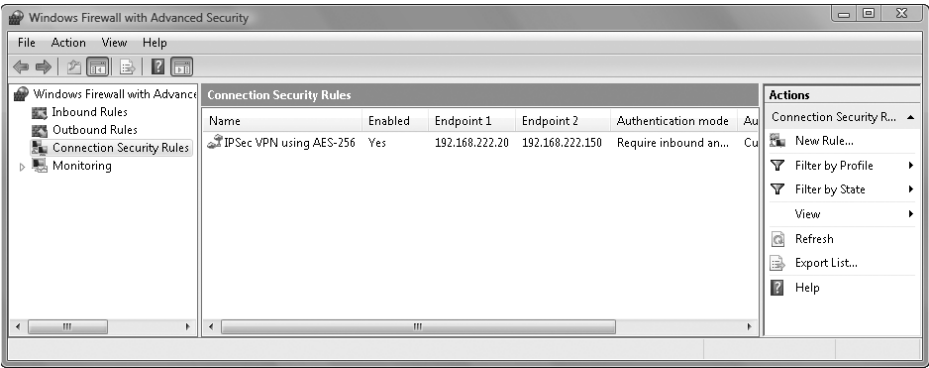 Windows Firewall with Advanced Security
File Action View Help
Windows Firewall with Advance
Inbound Rules
Outbound Rules
Connection Security Rules
Monitoring
Connection Security Rules
Name Enabled Endpoint 1 Endpoint 2 Authentication mode Au
IPSec VPN using AES-256 Yes 192.168.222.20 192.168.222.150 Require inbound an... Cu
Actions
Connection Security R...
New Rule...
Filter by Profile
Filter by State
View
Refresh
Export List...
Help